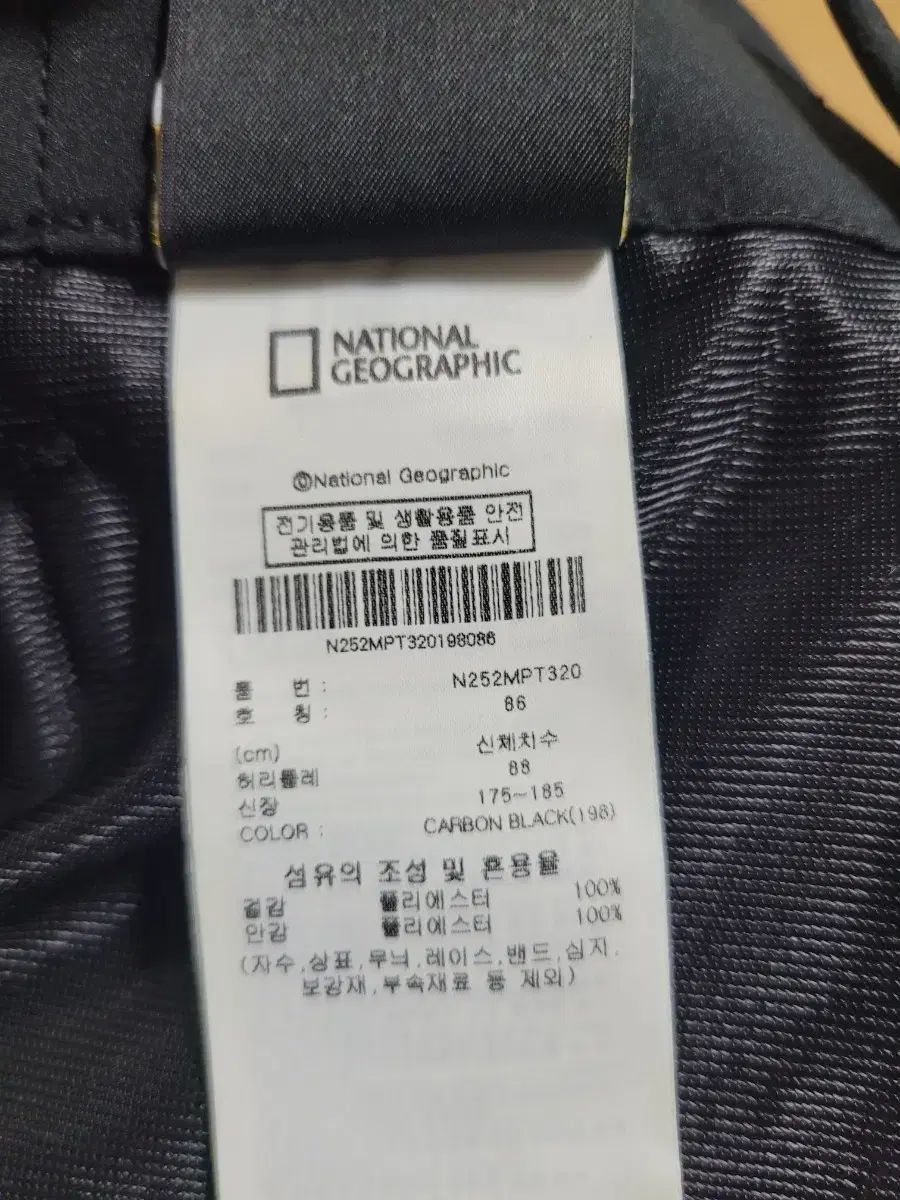 NATIONAL
GEOGRAPHIC
©National Geographic
전기용품 및 생활용품 안전
관리법에 의한 품질표시
N252MPT320198086
품 번 : N252MPT320
호 칭 : 86
(cm) 신체치수
허리둘레 88
신장 175~185
COLOR : CARBON BLACK(198)
섬유의 조성 및 혼용율
겉감 폴리에스터 100%
안감 폴리에스터 100%
(자수,상표,무늬,레이스,밴드,심지,
보강재,부속재료 등 제외)